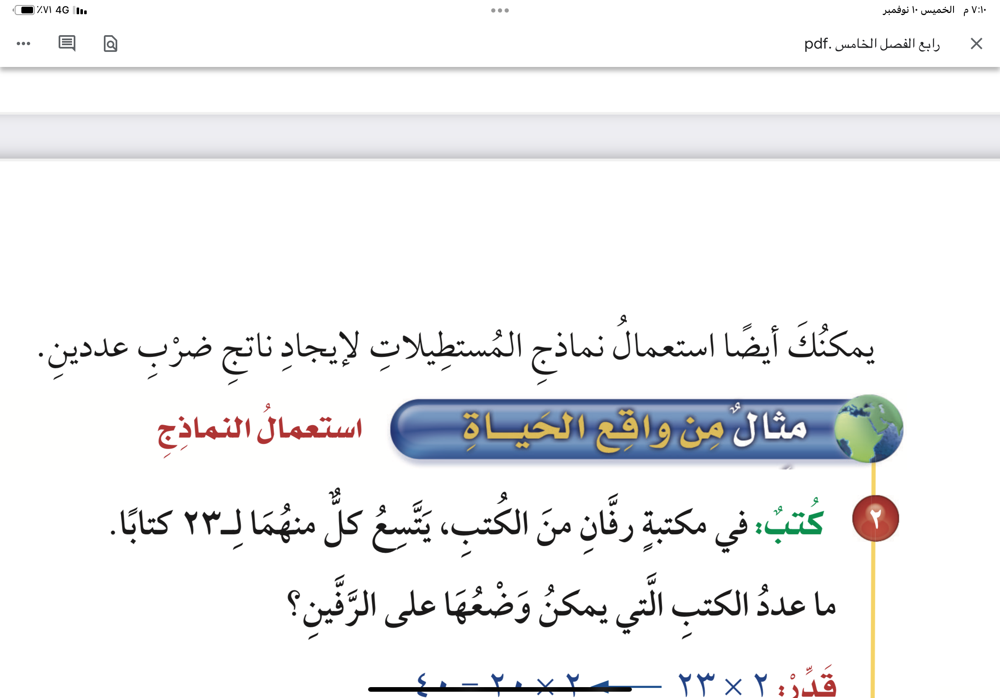 ٧:١٠ م الخميس ١٠ نوفمبر
٪٧١ 4G
رابع الفصل الخامس .pdf
يمكنُكَ أيضًا استعمالُ نماذجِ المُستطِيلاتِ لإيجادِ ناتجِ ضرْبِ عددينِ.
مثالٌ مِن واقِع الحَيـاةِ استعمالُ النماذِجِ
٢ كُتبٌ: في مكتبةٍ رفَّانِ منَ الكُتبِ، يَتَّسِعُ كلٌّ منهُمَا لِـ٢٣ كتابًا.
ما عددُ الكتبِ الَّتي يمكنُ وَضْعُهَا على الرَّفَّينِ؟
قَدِّرْ: ٢ × ٢٣ ← ٢ × ٢٠ = ٤٠